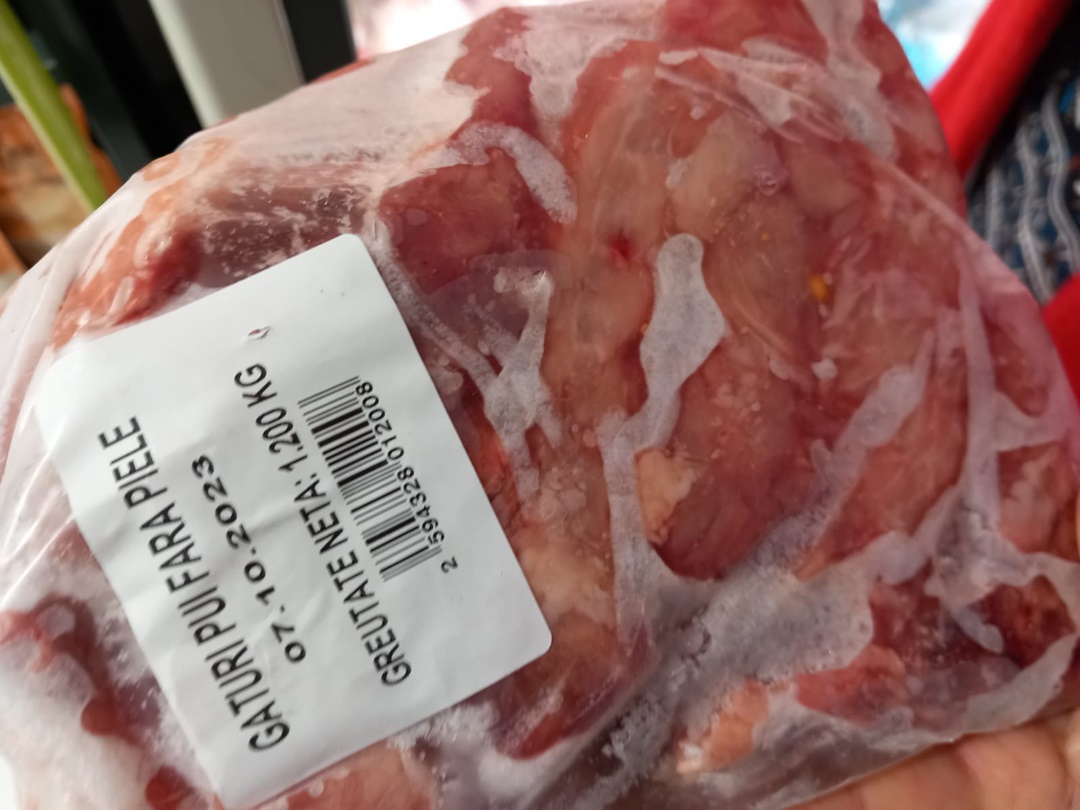 GATURI PUI FARA PIELE
07.10.2023
GREUTATE NETA: 1,200 KG
2 594328 012008